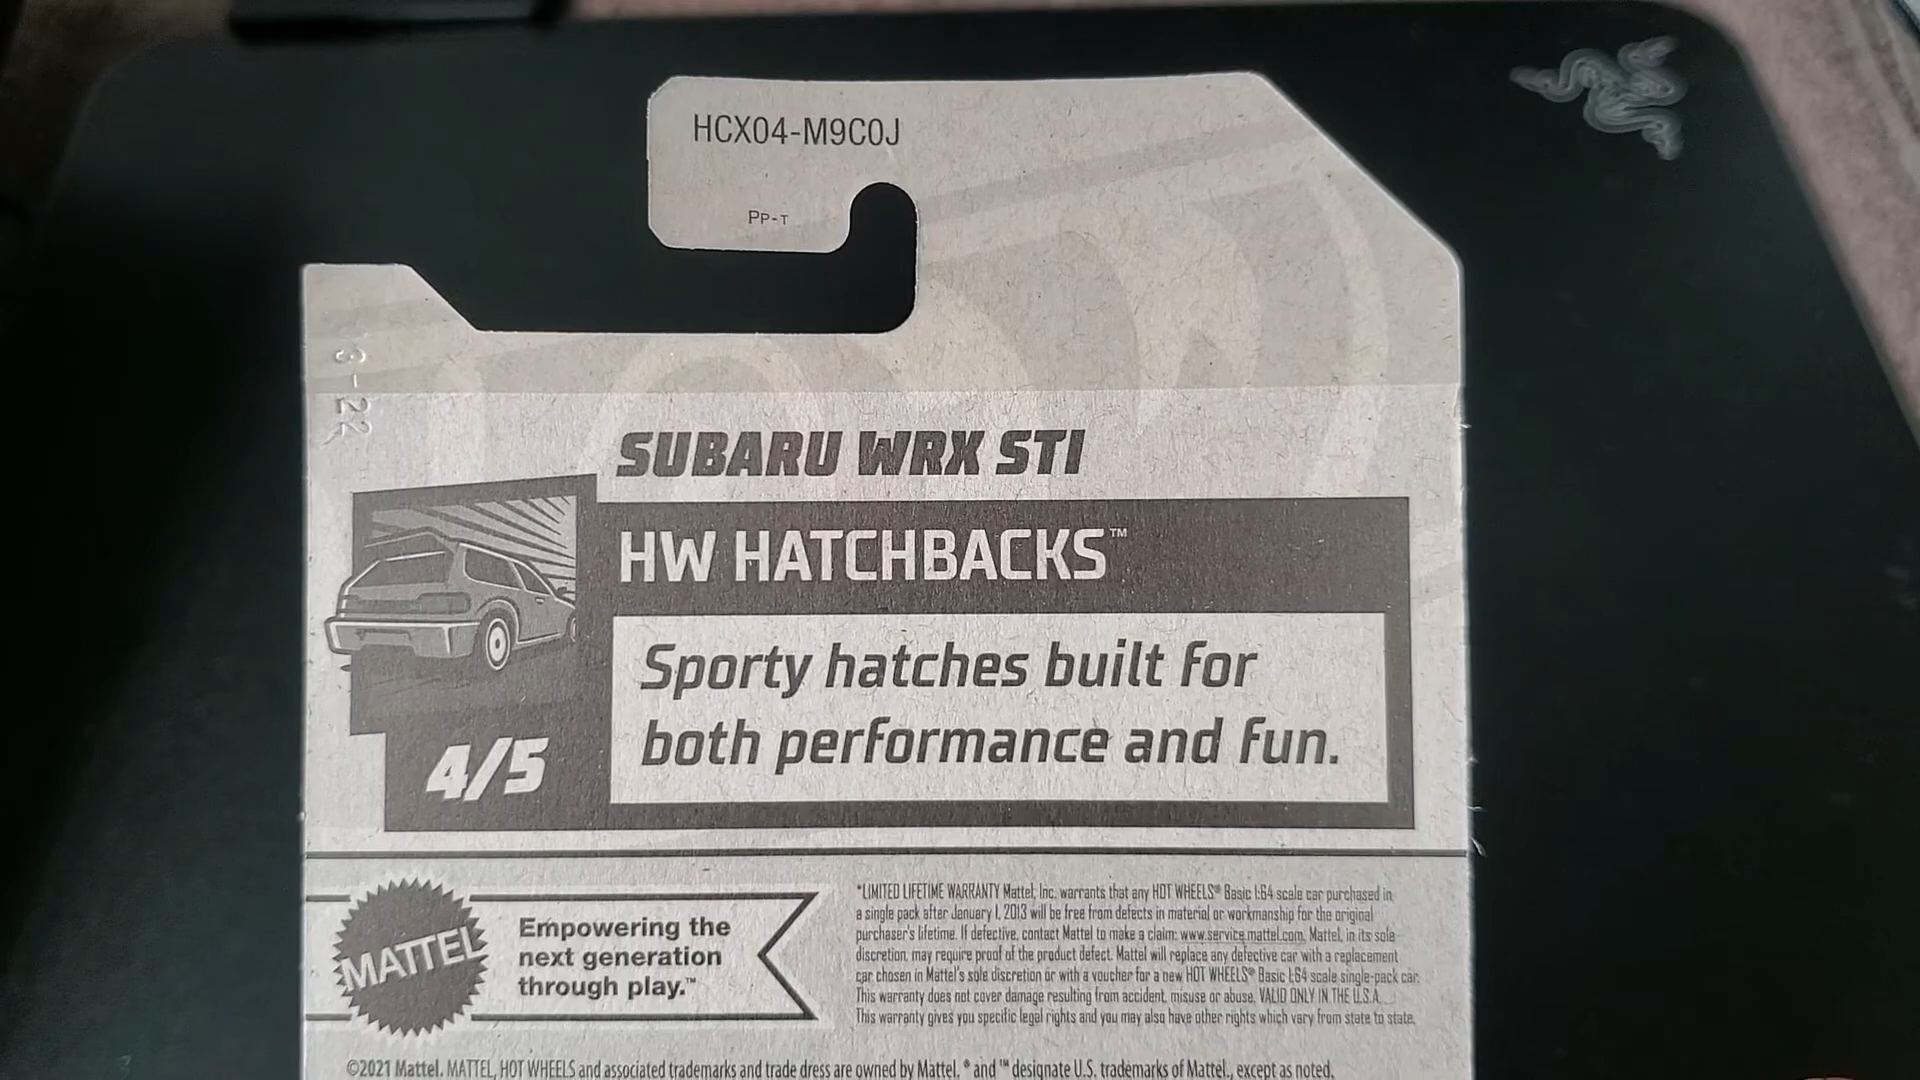 HCX04-M9C0J
PP-T
3-22
SUBARU WRX STI
HW HATCHBACKS™
Sporty hatches built for
both performance and fun.
4/5
MATTEL
Empowering the
next generation
through play.™
*LIMITED LIFETIME WARRANTY Mattel, Inc. warrants that any HOT WHEELS® Basic 1:64 scale car purchased in
a single pack after January 1, 2013 will be free from defects in material or workmanship for the original
purchaser's lifetime. If defective, contact Mattel to make a claim: www.service.mattel.com. Mattel, in its sole
discretion, may require proof of the product defect. Mattel will replace any defective car with a replacement
car chosen in Mattel's sole discretion or with a voucher for a new HOT WHEELS® Basic 1:64 scale single-pack car.
This warranty does not cover damage resulting from accident, misuse or abuse. VALID ONLY IN THE U.S.A.
This warranty gives you specific legal rights and you may also have other rights which vary from state to state.
©2021 Mattel. MATTEL, HOT WHEELS and associated trademarks and trade dress are owned by Mattel. ® and ™ designate U.S. trademarks of Mattel., except as noted.